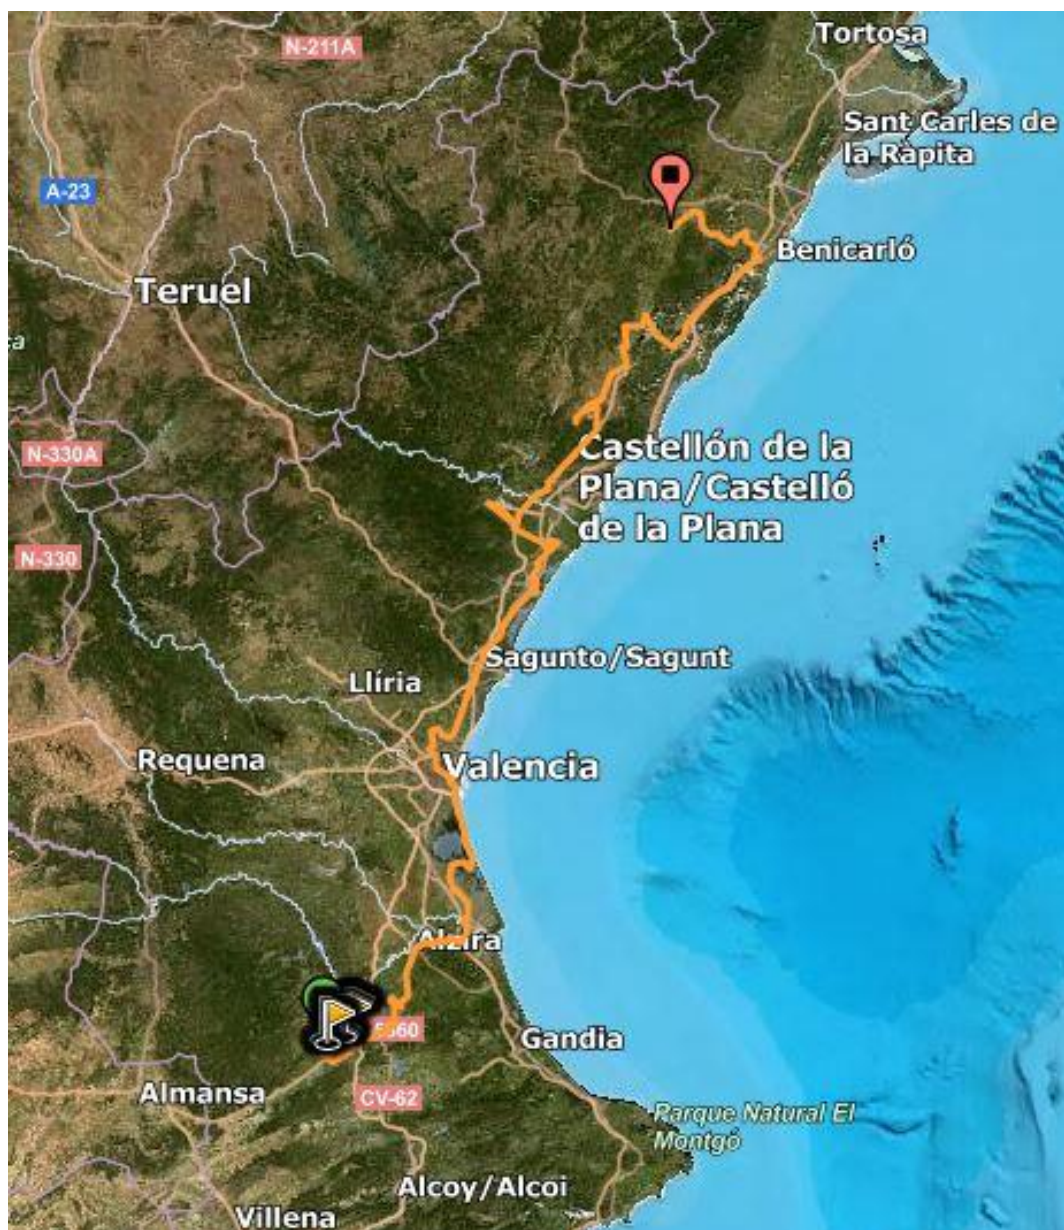 Tortosa
N-211A
Sant Carles de
la Ràpita
A-23
Benicarló
Teruel
ca
N-330A
Castellón de la
Plana/Castelló
de la Plana
N-330
Sagunto/Sagunt
Llíria
Requena
Valencia
Alzira
Gandia
Almansa
CV-62
Parque Natural El
Montgó
Alcoy/Alcoi
Villena